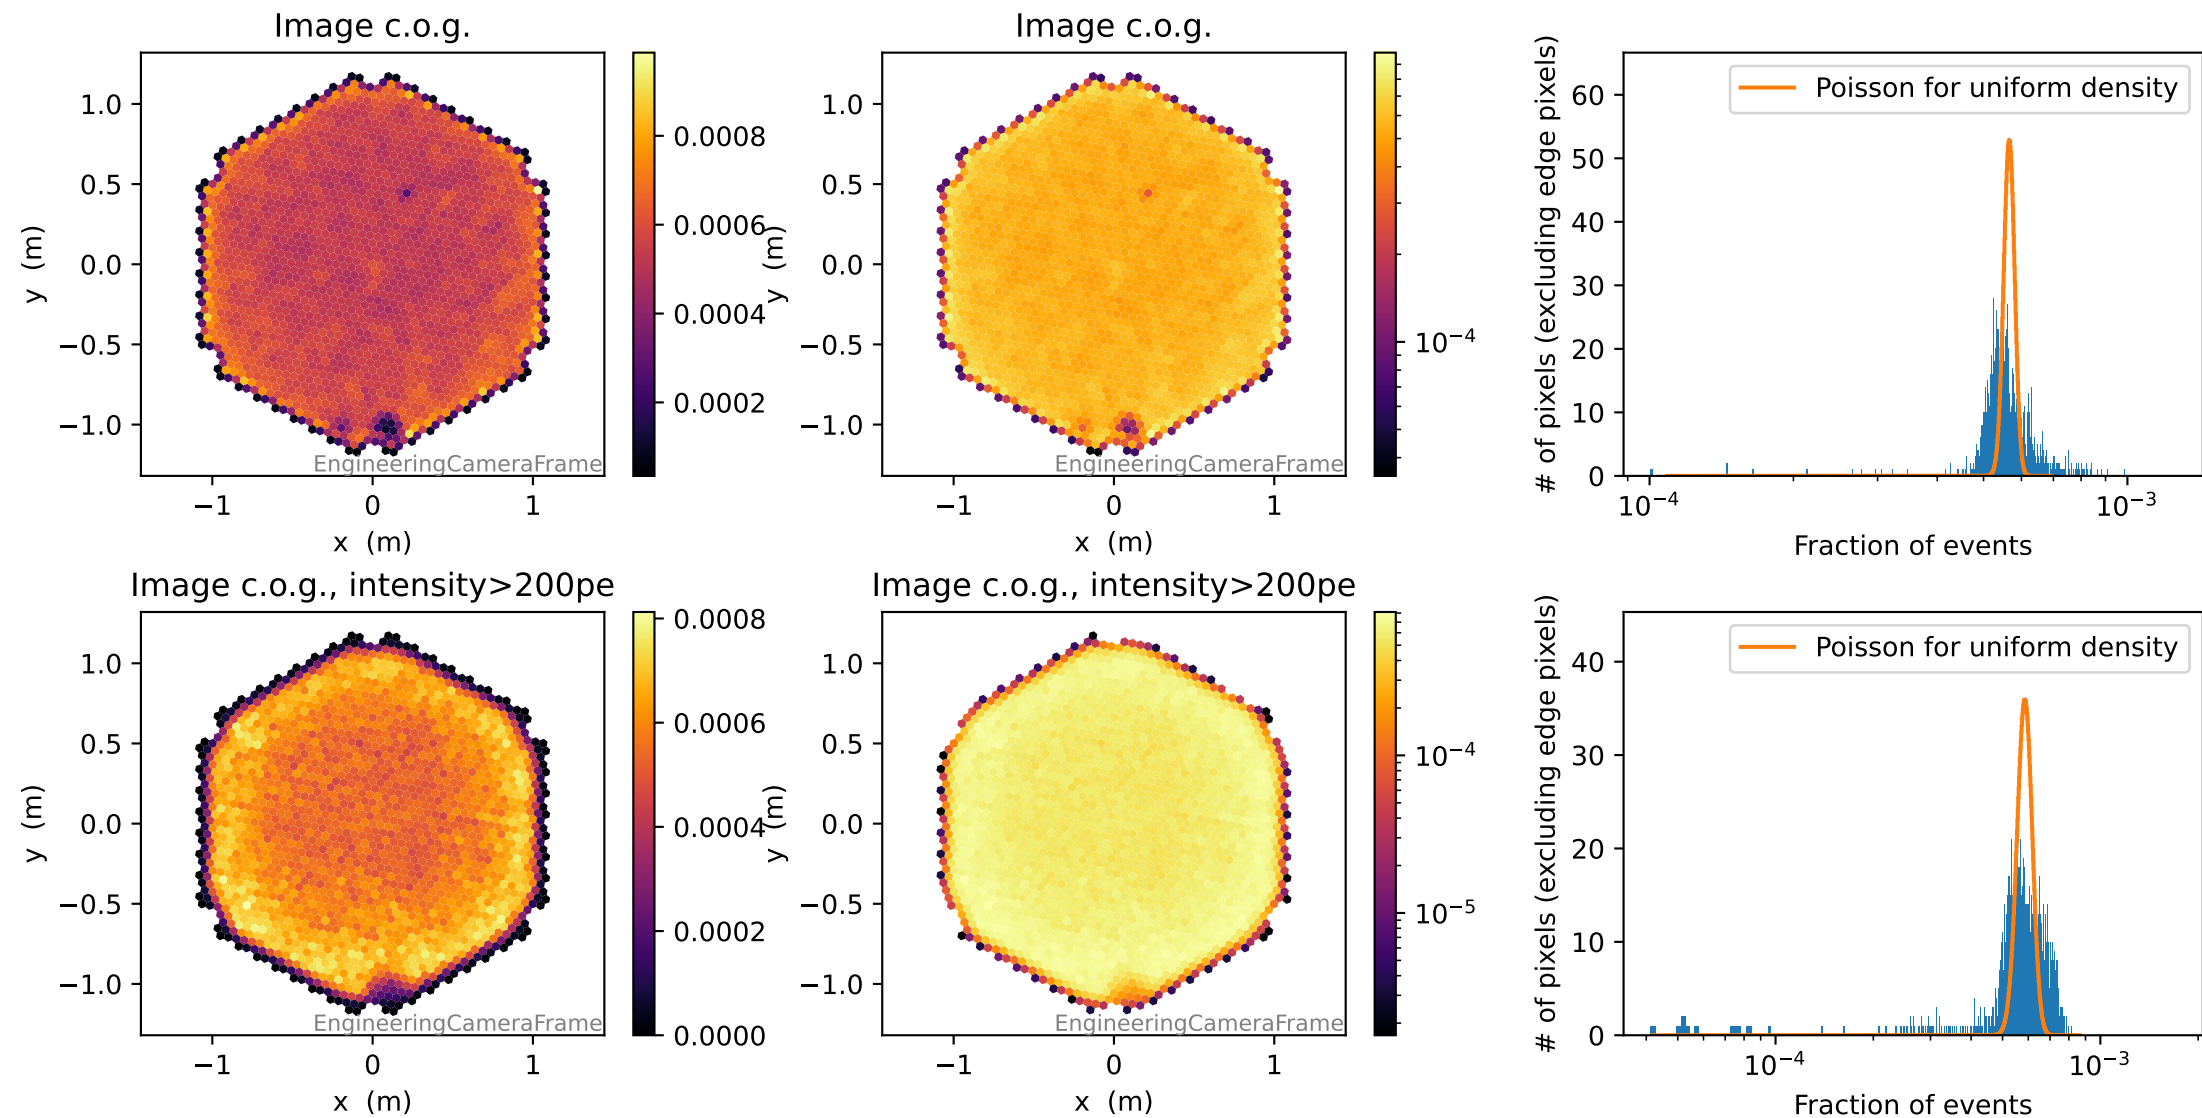 Image c.o.g.
1.0
0.5
0.0
−0.5
−1.0
y (m)
−1
0
1
x (m)
EngineeringCameraFrame
0.0008
0.0006
0.0004
0.0002
Image c.o.g.
1.0
0.5
0.0
−0.5
−1.0
y (m)
−1
0
1
x (m)
EngineeringCameraFrame
10−4
# of pixels (excluding edge pixels)
60
50
40
30
20
10
0
Poisson for uniform density
10−4
10−3
Fraction of events
Image c.o.g., intensity>200pe
1.0
0.5
0.0
−0.5
−1.0
y (m)
−1
0
1
x (m)
EngineeringCameraFrame
0.0008
0.0006
0.0004
0.0002
0.0000
Image c.o.g., intensity>200pe
1.0
0.5
0.0
−0.5
−1.0
y (m)
−1
0
1
x (m)
EngineeringCameraFrame
10−4
10−5
# of pixels (excluding edge pixels)
40
30
20
10
0
Poisson for uniform density
10−4
10−3
Fraction of events